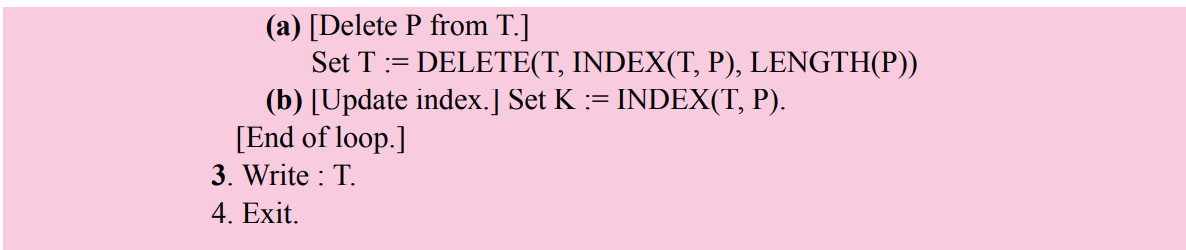 (a) [Delete P from T.]
Set T := DELETE(T, INDEX(T, P), LENGTH(P))
(b) [Update index.] Set K := INDEX(T, P).
[End of loop.]
3. Write : T.
4. Exit.